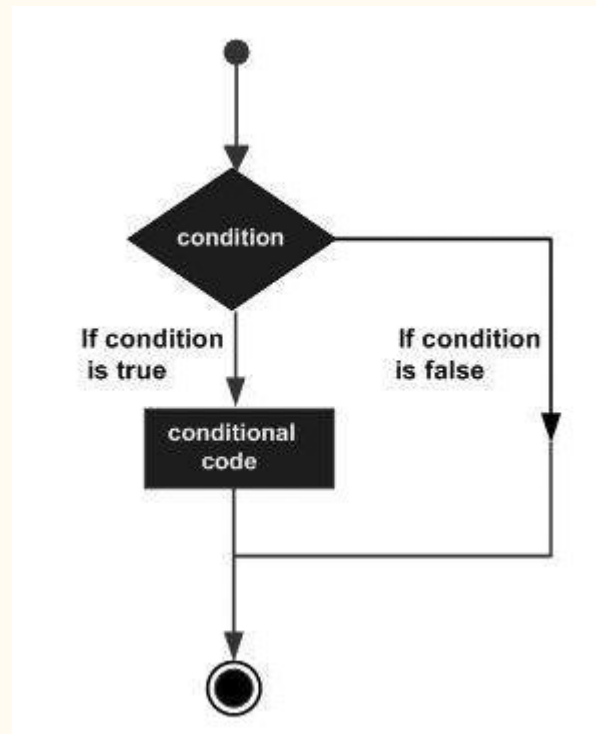 condition
If condition
is true
If condition
is false
conditional
code